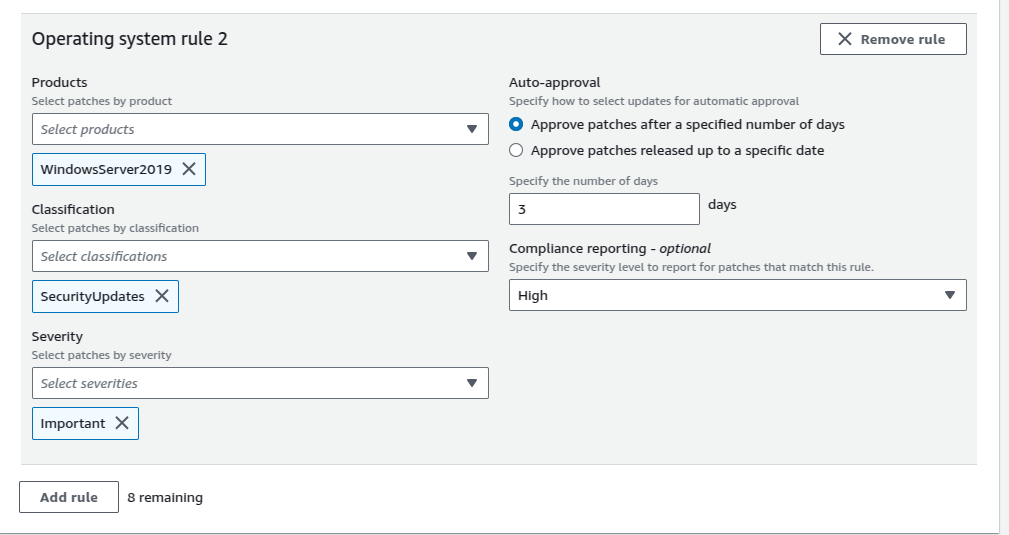 Operating system rule 2
Remove rule
Products
Select patches by product
Select products
WindowsServer2019
Classification
Select patches by classification
Select classifications
SecurityUpdates
Severity
Select patches by severity
Select severities
Important
Auto-approval
Specify how to select updates for automatic approval
Approve patches after a specified number of days
Approve patches released up to a specific date
Specify the number of days
3 days
Compliance reporting - optional
Specify the severity level to report for patches that match this rule.
High
Add rule 8 remaining